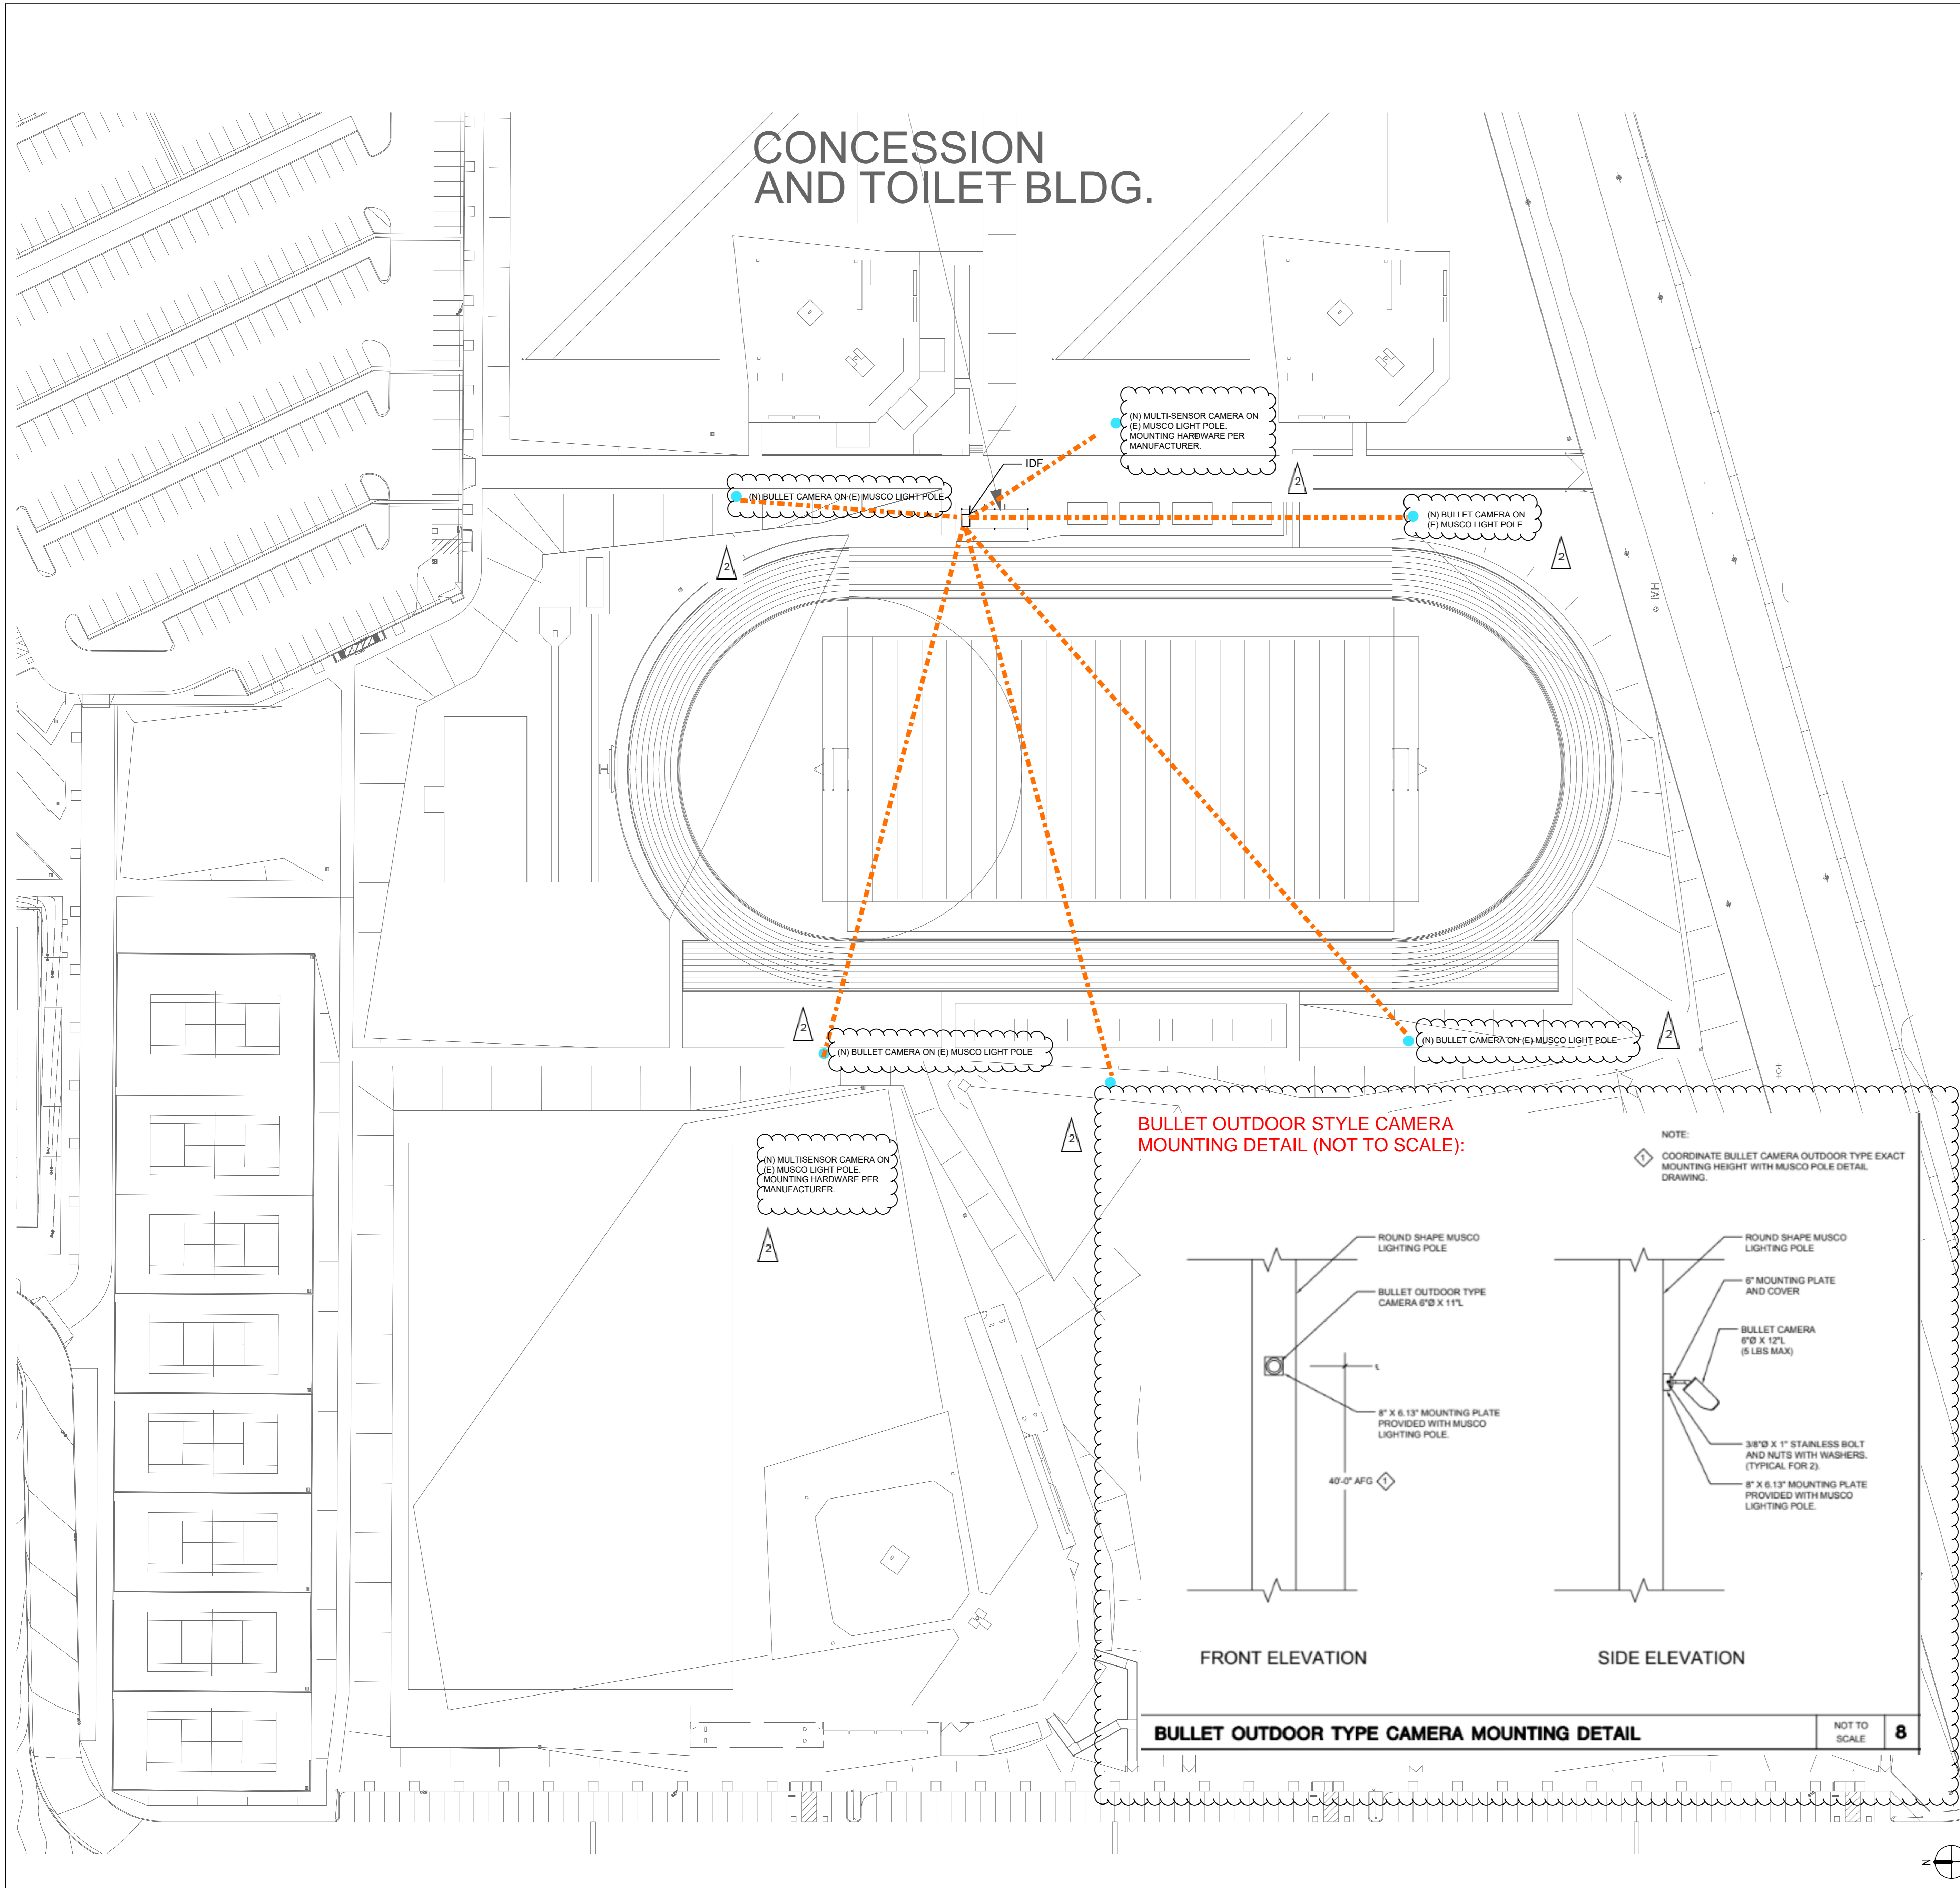 CONCESSION
AND TOILET BLDG.
(N) MULTI-SENSOR CAMERA ON
(E) MUSCO LIGHT POLE.
MOUNTING HARDWARE PER
MANUFACTURER.
IDF
2
(N) BULLET CAMERA ON (E) MUSCO LIGHT POLE
(N) BULLET CAMERA ON
(E) MUSCO LIGHT POLE
2
2
MH
2
(N) BULLET CAMERA ON (E) MUSCO LIGHT POLE
(N) BULLET CAMERA ON (E) MUSCO LIGHT POLE
2
2
(N) MULTISENSOR CAMERA ON
(E) MUSCO LIGHT POLE.
MOUNTING HARDWARE PER
MANUFACTURER.
2
BULLET OUTDOOR STYLE CAMERA
MOUNTING DETAIL (NOT TO SCALE):
NOTE:
1 COORDINATE BULLET CAMERA OUTDOOR TYPE EXACT
MOUNTING HEIGHT WITH MUSCO POLE DETAIL
DRAWING.
ROUND SHAPE MUSCO
LIGHTING POLE
BULLET OUTDOOR TYPE
CAMERA 6"Ø X 11"L
8" X 6.13" MOUNTING PLATE
PROVIDED WITH MUSCO
LIGHTING POLE.
40'-0" AFG 1
FRONT ELEVATION
ROUND SHAPE MUSCO
LIGHTING POLE
6" MOUNTING PLATE
AND COVER
BULLET CAMERA
6"Ø X 12"L
(5 LBS MAX)
3/8"Ø X 1" STAINLESS BOLT
AND NUTS WITH WASHERS.
(TYPICAL FOR 2).
8" X 6.13" MOUNTING PLATE
PROVIDED WITH MUSCO
LIGHTING POLE.
SIDE ELEVATION
BULLET OUTDOOR TYPE CAMERA MOUNTING DETAIL
NOT TO
SCALE
8
N